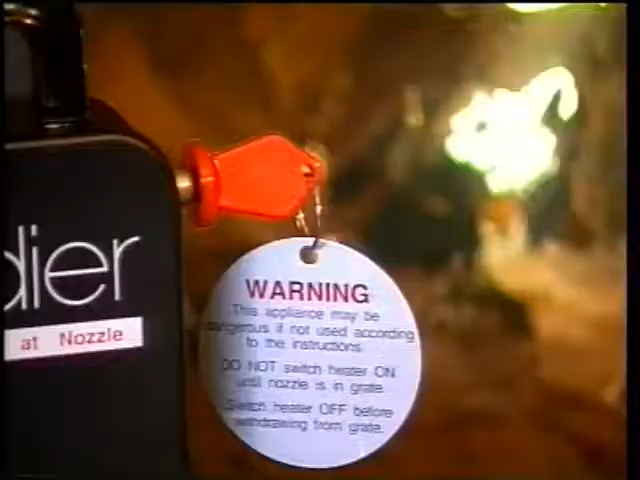 dier
at Nozzle
WARNING
This appliance may be
dangerous if not used according
to the instructions.
DO NOT switch heater ON
until nozzle is in grate.
Switch heater OFF before
withdrawing from grate.